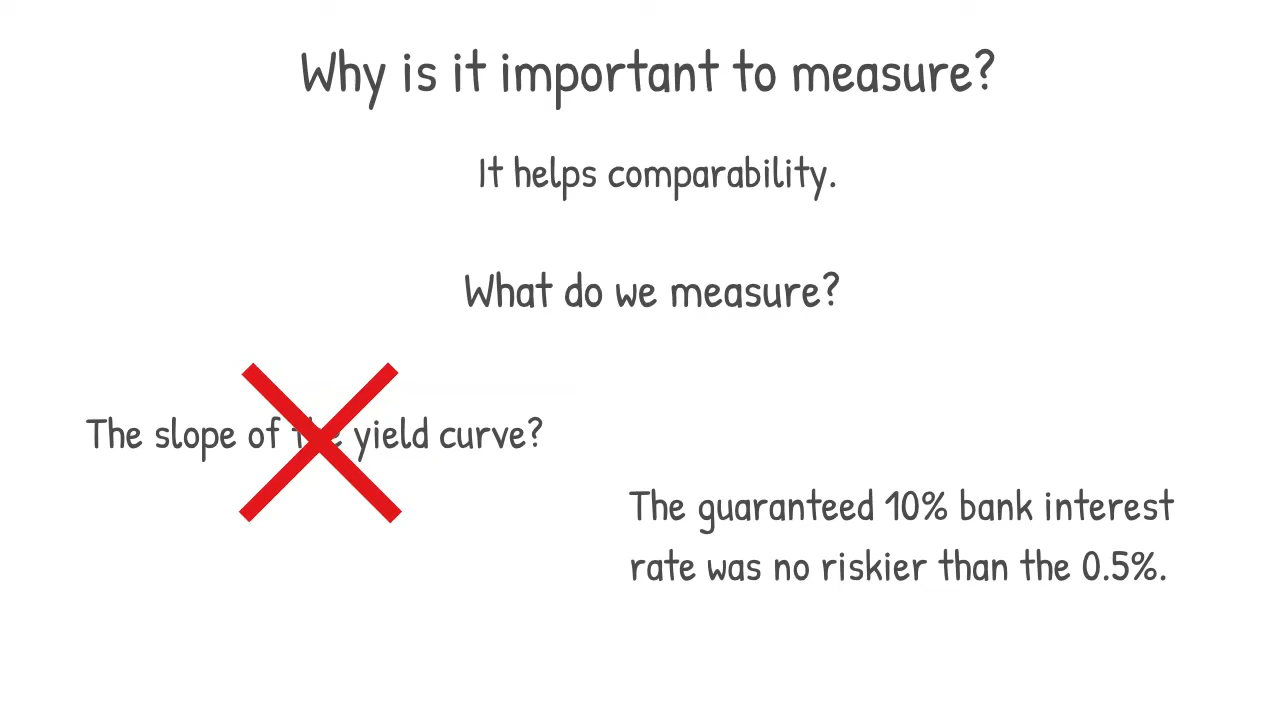 Why is it important to measure?
It helps comparability.
What do we measure?
The slope of the yield curve?
The guaranteed 10% bank interest
rate was no riskier than the 0.5%.